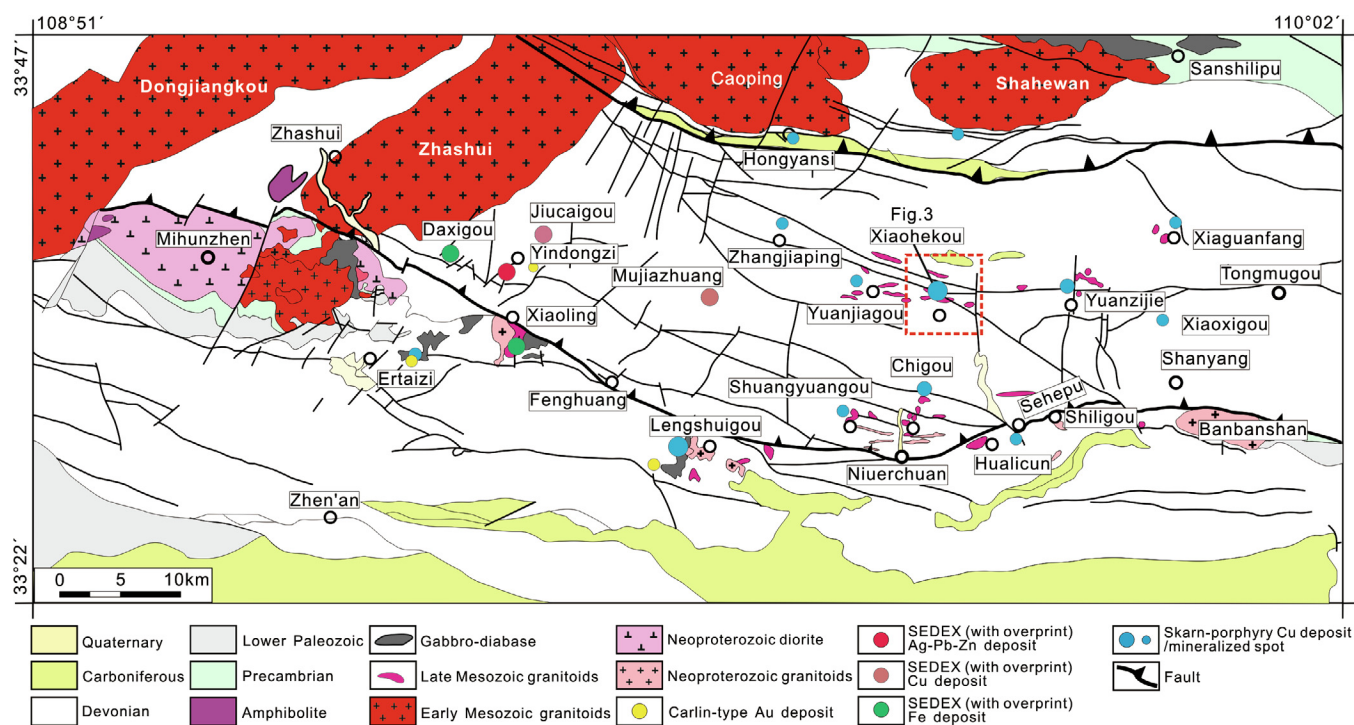 108°51´
110°02´
33°47´
33°22´
Dongjiangkou
Caoping
Shahewan
Sanshilipu
Zhashui
Zhashui
Hongyansi
Mihunzhen
Daxigou
Jiucaigou
Yindongzi
Mujiazhuang
Zhangjiaping
Fig.3
Xiaohekou
Xiaguanfang
Tongmugou
Yuanjiagou
Yuanzijie
Xiaoxigou
Xiaoling
Ertaizi
Fenghuang
Shuangyuangou
Chigou
Sehepu
Shanyang
Shiligou
Banbanshan
Lengshuigou
Niuerchuan
Hualicun
Zhen'an
0 5 10km
Quaternary
Carboniferous
Devonian
Lower Paleozoic
Precambrian
Amphibolite
Gabbro-diabase
Late Mesozoic granitoids
Early Mesozoic granitoids
Neoproterozoic diorite
Neoproterozoic granitoids
Carlin-type Au deposit
SEDEX (with overprint)
Ag-Pb-Zn deposit
SEDEX (with overprint)
Cu deposit
SEDEX (with overprint)
Fe deposit
Skarn-porphyry Cu deposit
/mineralized spot
Fault